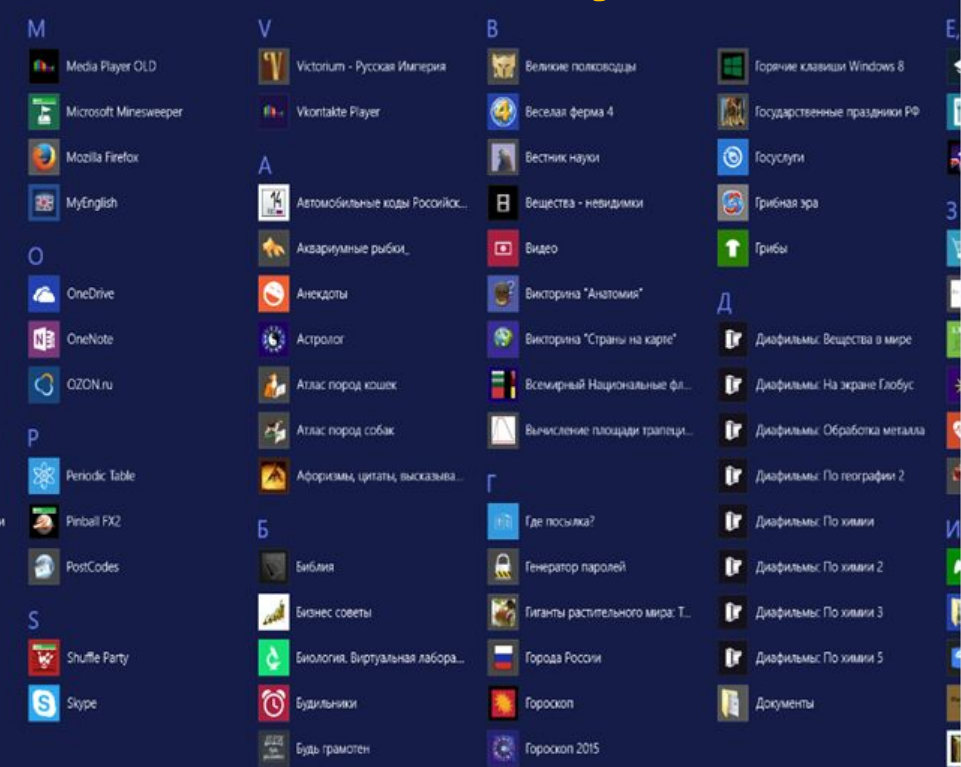 M
Media Player OLD
Microsoft Minesweeper
Mozilla Firefox
MyEnglish
O
OneDrive
OneNote
OZON.ru
P
Periodic Table
Pinball FX2
PostCodes
S
Shuffle Party
Skype
V
Victorium - Русская Империя
Vkontakte Player
А
Автомобильные коды Российск...
Аквариумные рыбки_
Анекдоты
Астролог
Атлас пород кошек
Атлас пород собак
Афоризмы, цитаты, высказыва...
Б
Библия
Бизнес советы
Биология. Виртуальная лабора...
Будильники
Будь грамотен
В
Великие полководцы
Веселая ферма 4
Вестник науки
Вещества - невидимки
Видео
Викторина "Анатомия"
Викторина "Страны на карте"
Всемирный Национальные фл...
Вычисление площади трапеци...
Г
Где посылка?
Генератор паролей
Гиганты растительного мира: Т...
Города России
Гороскоп
Гороскоп 2015
Горячие клавиши Windows 8
Государственные праздники РФ
Госуслуги
Грибная эра
Грибы
Д
Диафильмы: Вещества в мире
Диафильмы: На экране Глобус
Диафильмы: Обработка металла
Диафильмы: По географии 2
Диафильмы: По химии
Диафильмы: По химии 2
Диафильмы: По химии 3
Диафильмы: По химии 5
Документы
Е,
З
И